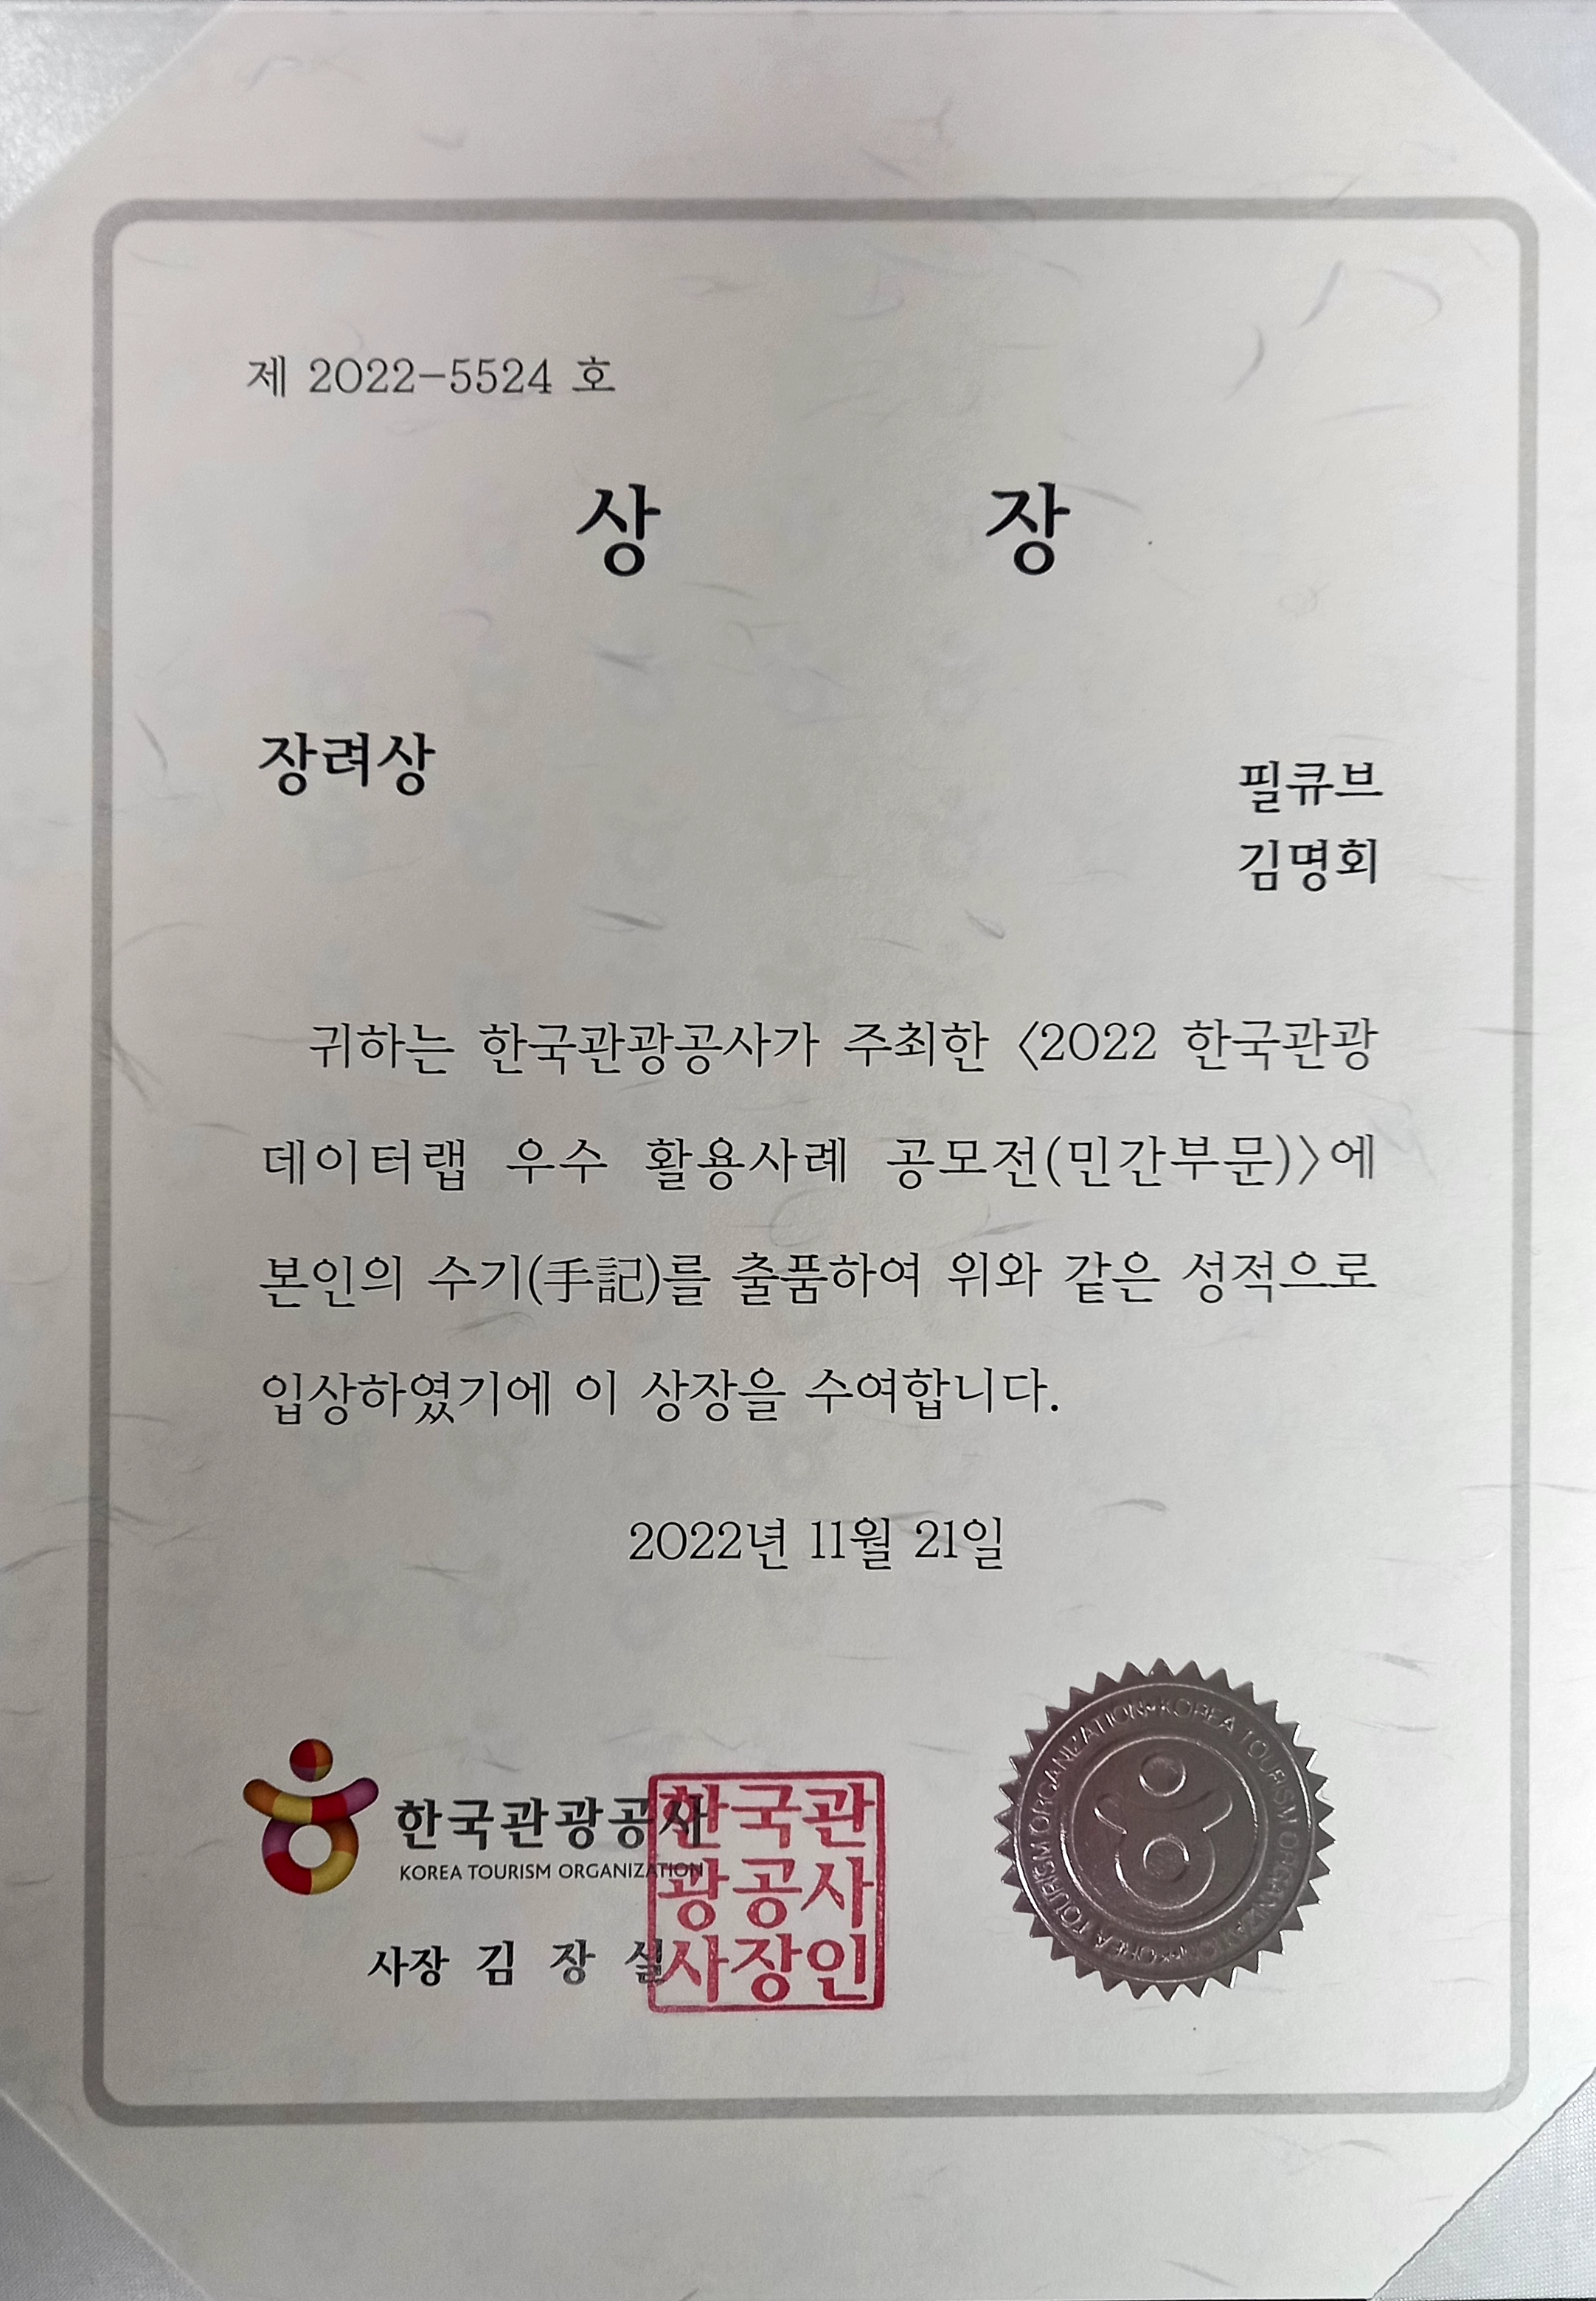 제 2022-5524 호
상 장
장려상
필큐브
김명회
귀하는 한국관광공사가 주최한 〈2022 한국관광
데이터랩 우수 활용사례 공모전(민간부문)〉에
본인의 수기(手記)를 출품하여 위와 같은 성적으로
입상하였기에 이 상장을 수여합니다.
2022년 11월 21일
한국관광공사
KOREA TOURISM ORGANIZATION
사장 김 장 실
한국관
광공사
사장인
KOREA TOURISM ORGANIZATION
KOREA TOURISM ORGANIZATION